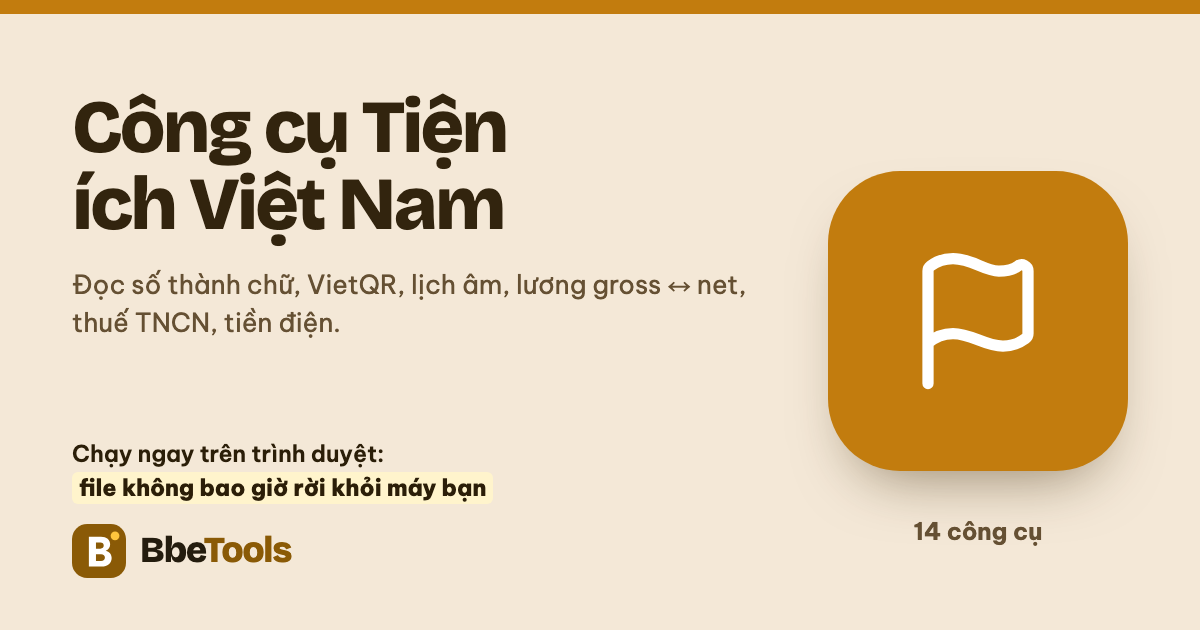 Công cụ Tiện
ích Việt Nam
Đọc số thành chữ, VietQR, lịch âm, lương gross ↔ net,
thuế TNCN, tiền điện.
Chạy ngay trên trình duyệt:
file không bao giờ rời khỏi máy bạn
B BbeTools
14 công cụ